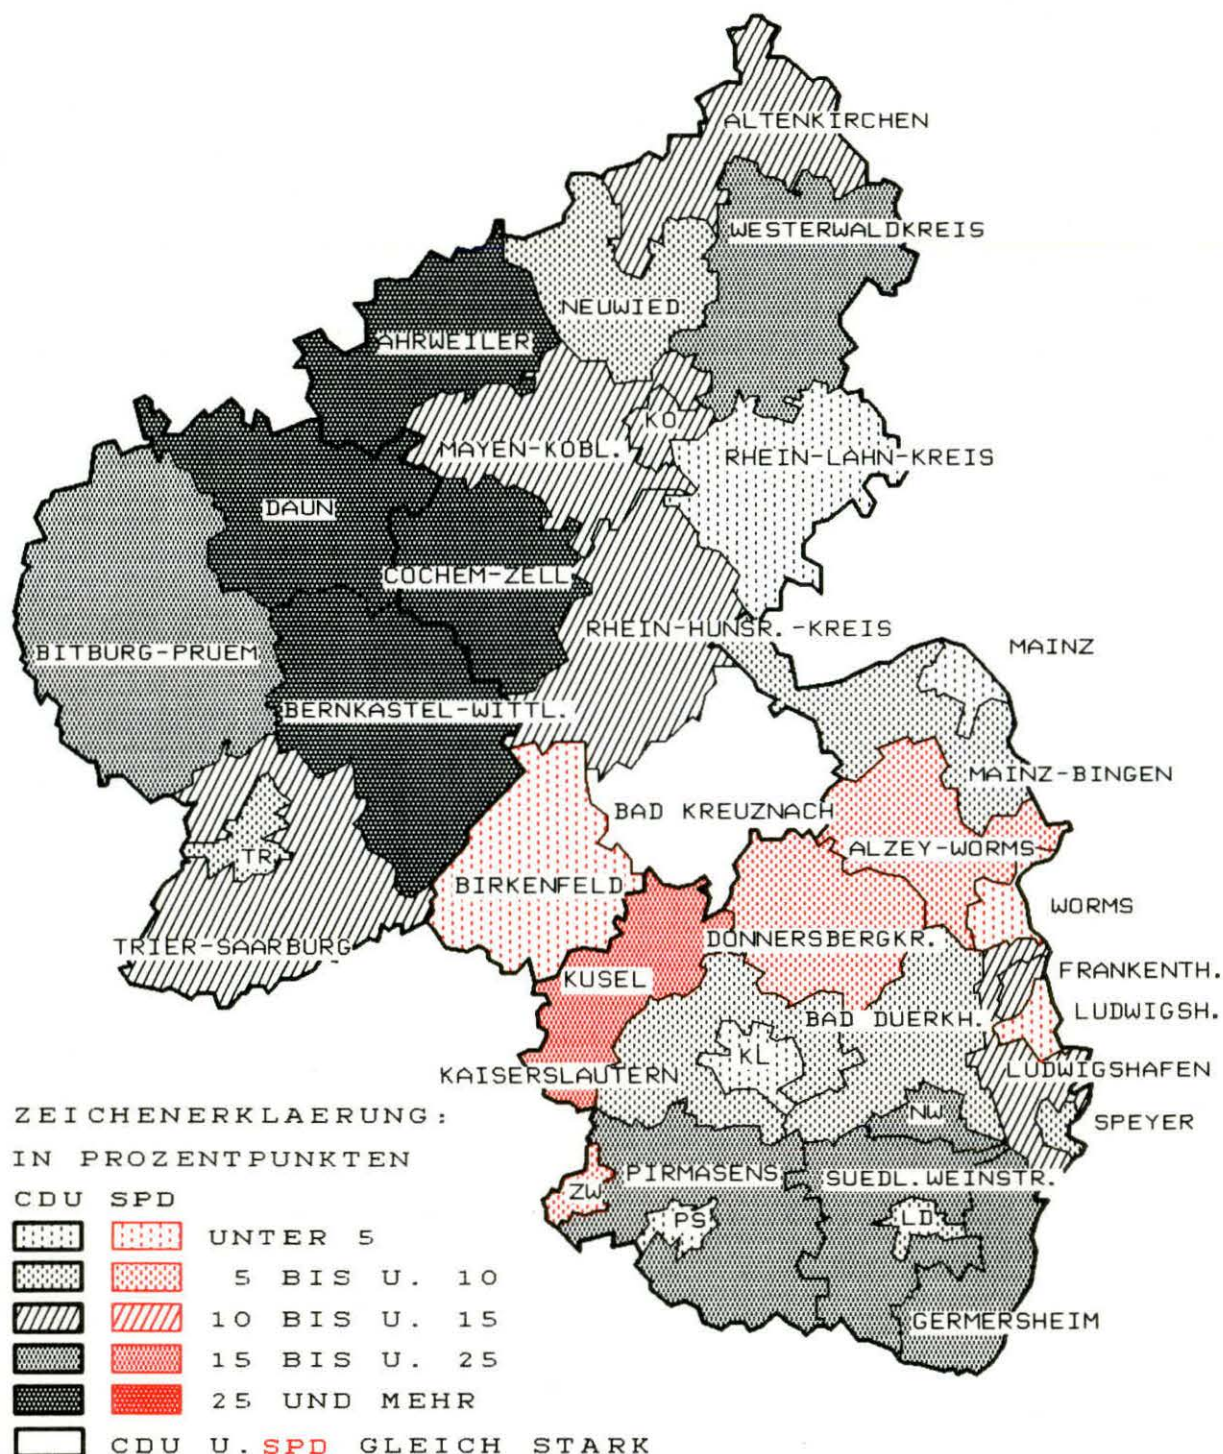 ALTENKIRCHEN
WESTERWALDKREIS
NEUWIED
AHRWEILER
KO
MAYEN-KOBL.
RHEIN-LAHN-KREIS
DAUN
COCHEM-ZELL
RHEIN-HUNSR.-KREIS
MAINZ
BITBURG-PRUEM
BERNKASTEL-WITTL.
MAINZ-BINGEN
BAD KREUZNACH
ALZEY-WORMS
TR
BIRKENFELD
WORMS
TRIER-SAARBURG
DONNERSBERGKR.
KUSEL
FRANKENTH.
LUDWIGSH.
BAD DUERKH.
KL
LUDWIGSHAFEN
KAISERSLAUTERN
NW
SPEYER
PIRMASENS
SUEDL.WEINSTR.
ZW
PS
LD
GERMERSHEIM
ZEICHENERKLAERUNG:
IN PROZENTPUNKTEN
CDU SPD
UNTER 5
5 BIS U. 10
10 BIS U. 15
15 BIS U. 25
25 UND MEHR
CDU U. SPD GLEICH STARK